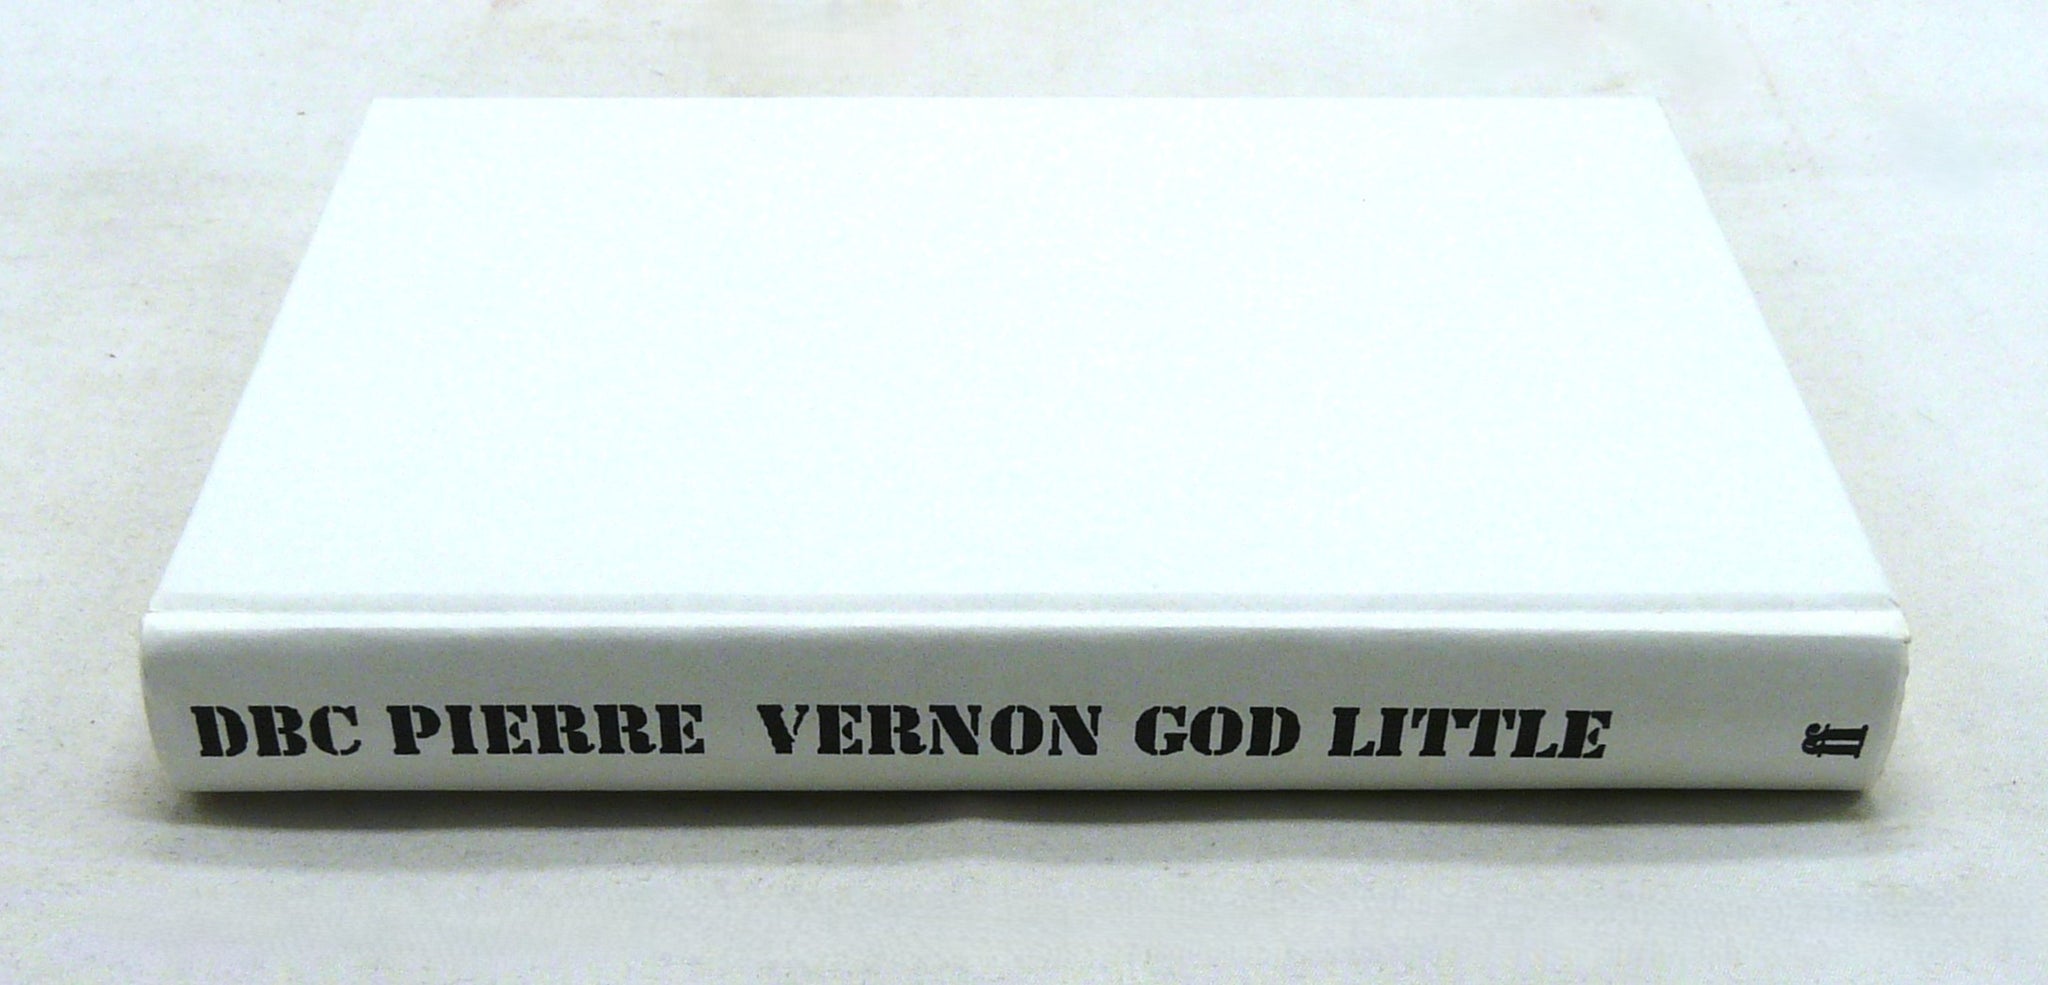 DBC PIERRE VERNON GOD LITTLE
ff